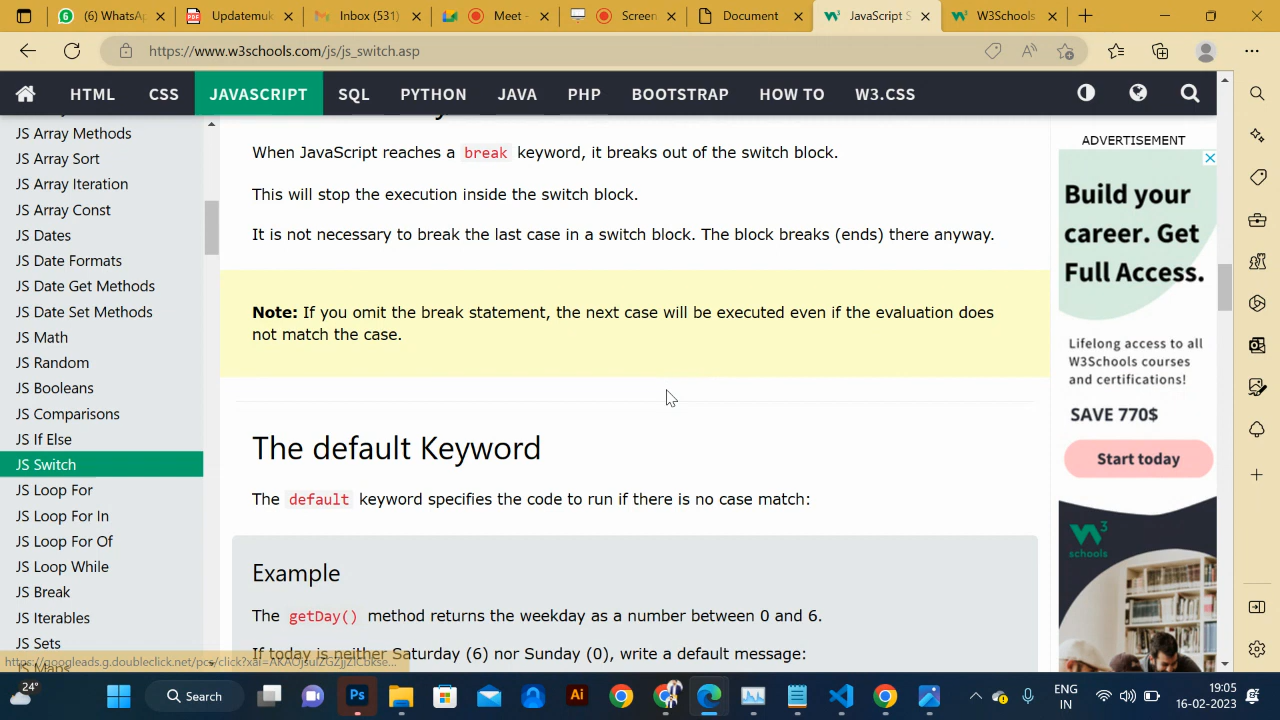 (6) WhatsA
Updatemuk
Inbox (531)
Meet -
Screen
Document
JavaScript S
W3Schools
https://www.w3schools.com/js/js_switch.asp
HTML
CSS
JAVASCRIPT
SQL
PYTHON
JAVA
PHP
BOOTSTRAP
HOW TO
W3.CSS
JS Array Methods
JS Array Sort
JS Array Iteration
JS Array Const
JS Dates
JS Date Formats
JS Date Get Methods
JS Date Set Methods
JS Math
JS Random
JS Booleans
JS Comparisons
JS If Else
JS Switch
JS Loop For
JS Loop For In
JS Loop For Of
JS Loop While
JS Break
JS Iterables
JS Sets
JS Maps
When JavaScript reaches a break keyword, it breaks out of the switch block.
This will stop the execution inside the switch block.
It is not necessary to break the last case in a switch block. The block breaks (ends) there anyway.
Note: If you omit the break statement, the next case will be executed even if the evaluation does
not match the case.
The default Keyword
The default keyword specifies the code to run if there is no case match:
Example
The getDay() method returns the weekday as a number between 0 and 6.
If today is neither Saturday (6) nor Sunday (0), write a default message:
ADVERTISEMENT
Build your
career. Get
Full Access.
Lifelong access to all
W3Schools courses
and certifications!
SAVE 770$
Start today
W3
schools
24°
Search
ENG
IN
19:05
16-02-2023